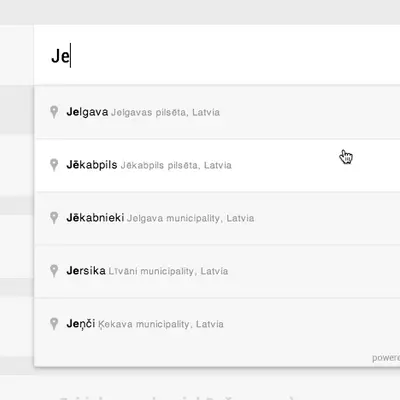 Je
Jelgava Jelgavas pilsēta, Latvia
Jēkabpils Jēkabpils pilsēta, Latvia
Jēkabnieki Jelgava municipality, Latvia
Jersika Līvāni municipality, Latvia
Jeņči Ķekava municipality, Latvia